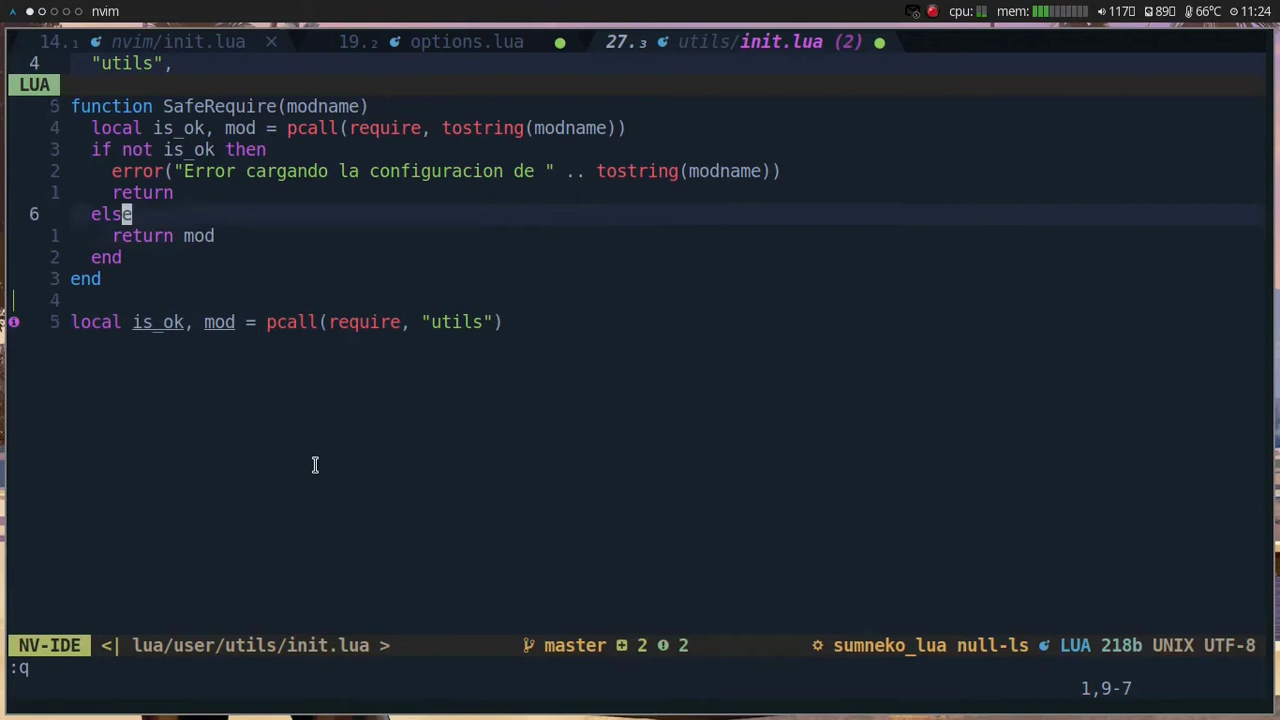 nvim cpu: mem: 117 89 66℃ 11:24
14.1 nvim/init.lua × 19.2 options.lua ● 27.3 utils/init.lua (2) ●
4 "utils",
LUA
5 function SafeRequire(modname)
4 local is_ok, mod = pcall(require, tostring(modname))
3 if not is_ok then
2 error("Error cargando la configuracion de " .. tostring(modname))
1 return
6 else
1 return mod
2 end
3 end
4
5 local is_ok, mod = pcall(require, "utils")
NV-IDE <| lua/user/utils/init.lua > master 2 2 sumneko_lua null-ls LUA 218b UNIX UTF-8
:q
1,9-7